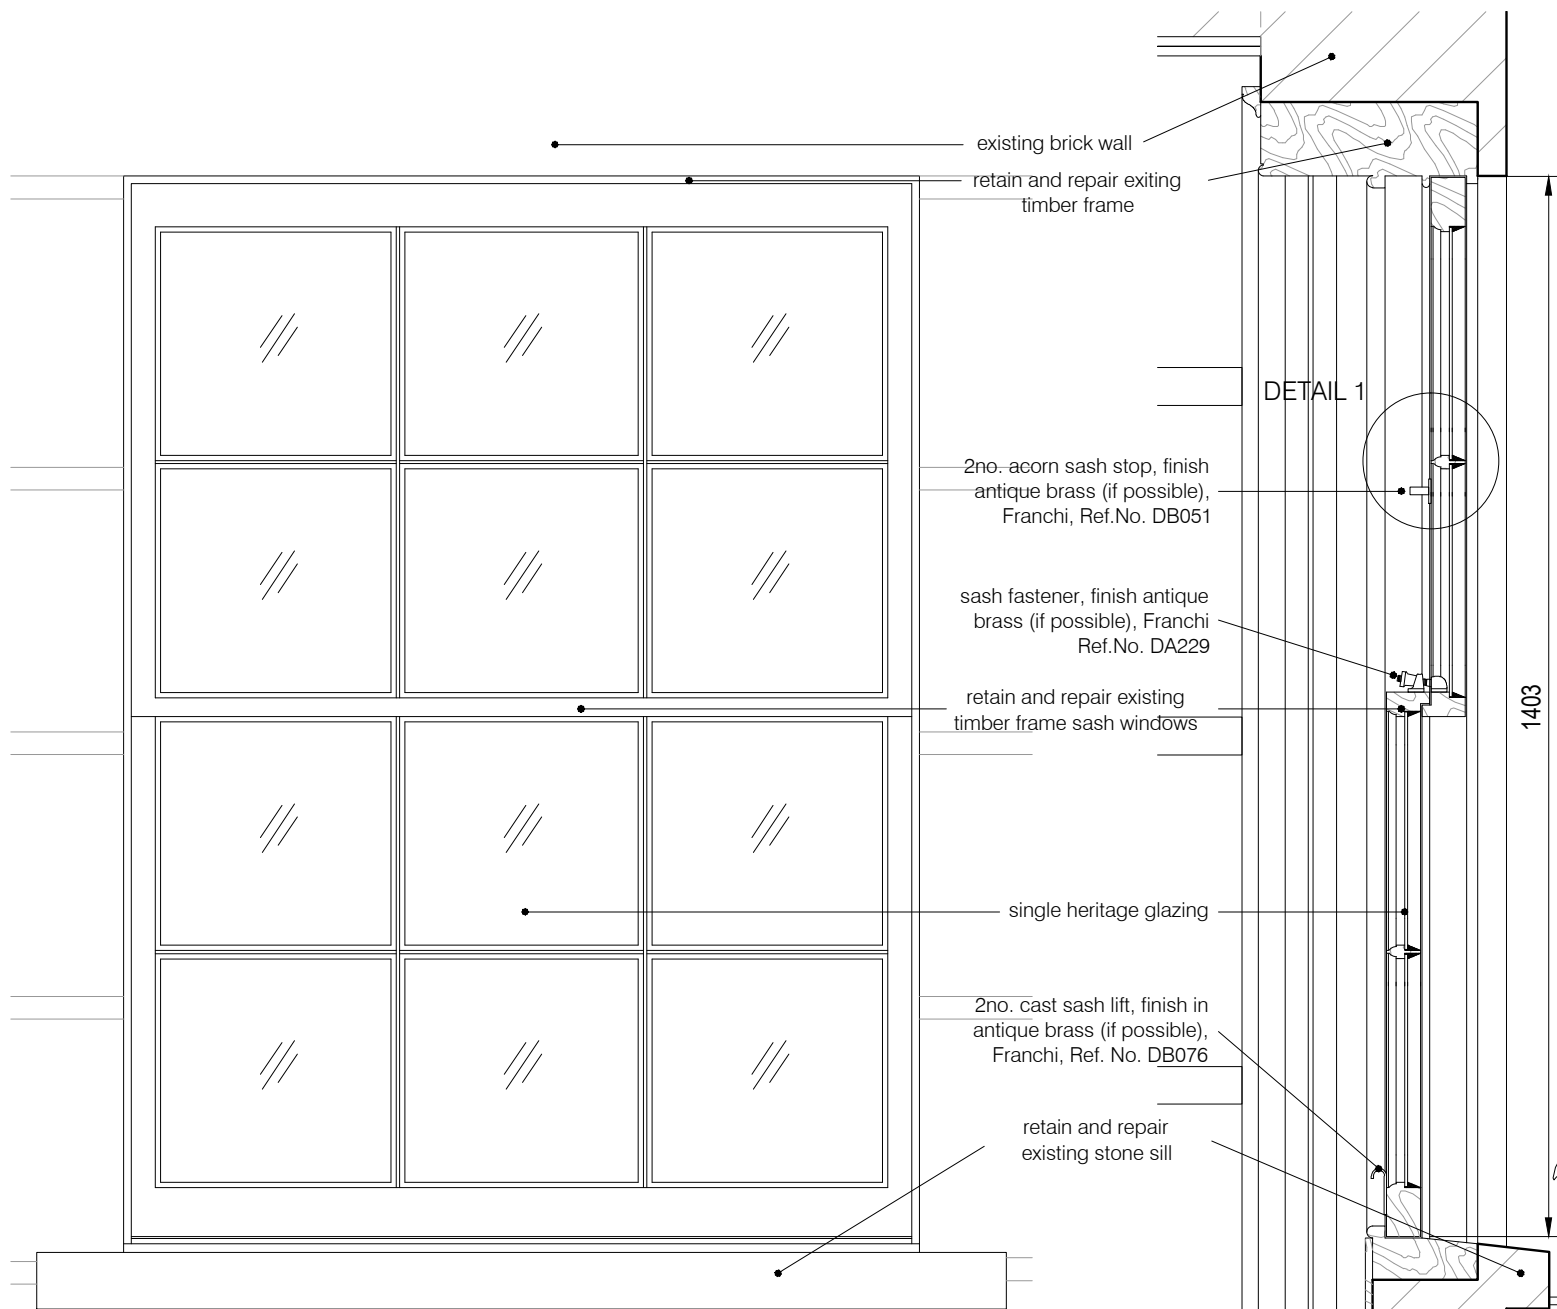 existing brick wall
retain and repair exiting
timber frame
DETAIL 1
2no. acorn sash stop, finish
antique brass (if possible),
Franchi, Ref.No. DB051
sash fastener, finish antique
brass (if possible), Franchi
Ref.No. DA229
retain and repair existing
timber frame sash windows
1403
single heritage glazing
2no. cast sash lift, finish in
antique brass (if possible),
Franchi, Ref. No. DB076
retain and repair
existing stone sill